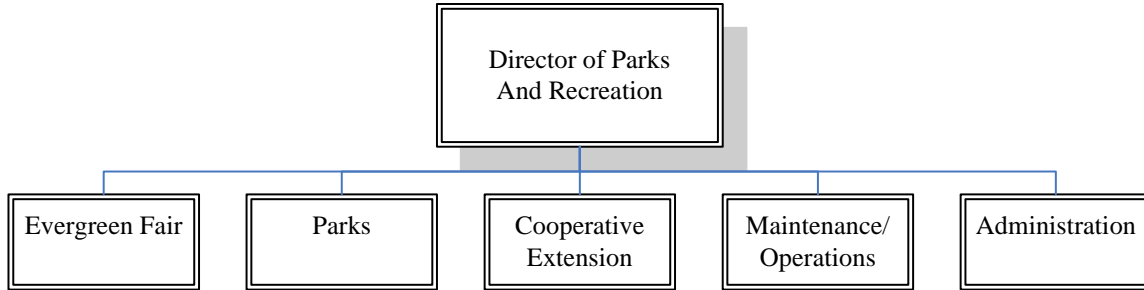 Director of Parks
And Recreation
Evergreen Fair
Parks
Cooperative
Extension
Maintenance/
Operations
Administration